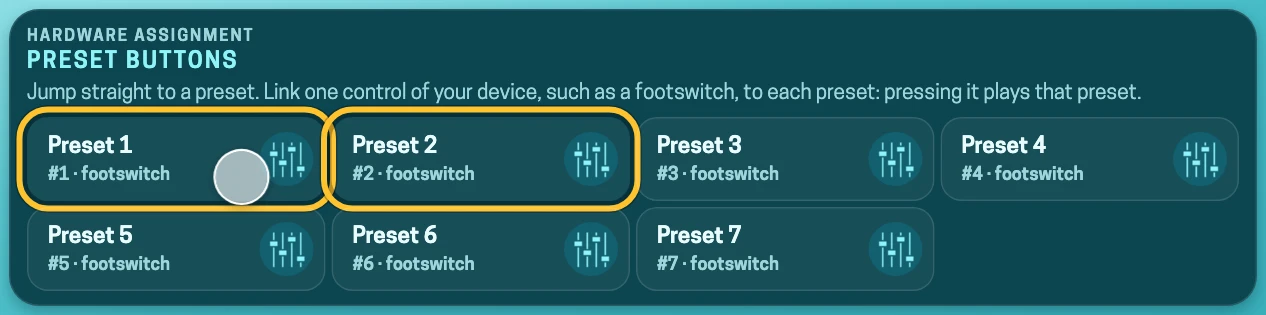 HARDWARE ASSIGNMENT
PRESET BUTTONS
Jump straight to a preset. Link one control of your device, such as a footswitch, to each preset: pressing it plays that preset.
Preset 1
#1 · footswitch
Preset 2
#2 · footswitch
Preset 3
#3 · footswitch
Preset 4
#4 · footswitch
Preset 5
#5 · footswitch
Preset 6
#6 · footswitch
Preset 7
#7 · footswitch